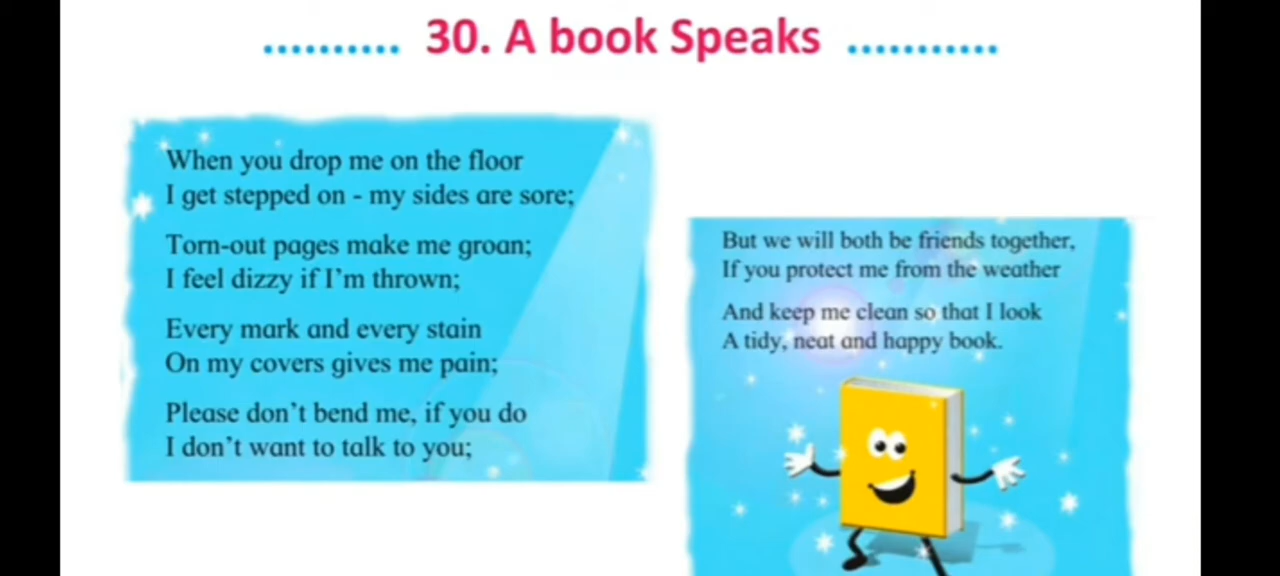 .......... 30. A book Speaks ...........
When you drop me on the floor
I get stepped on - my sides are sore;
Torn-out pages make me groan;
I feel dizzy if I'm thrown;
Every mark and every stain
On my covers gives me pain;
Please don't bend me, if you do
I don't want to talk to you;
But we will both be friends together,
If you protect me from the weather
And keep me clean so that I look
A tidy, neat and happy book.